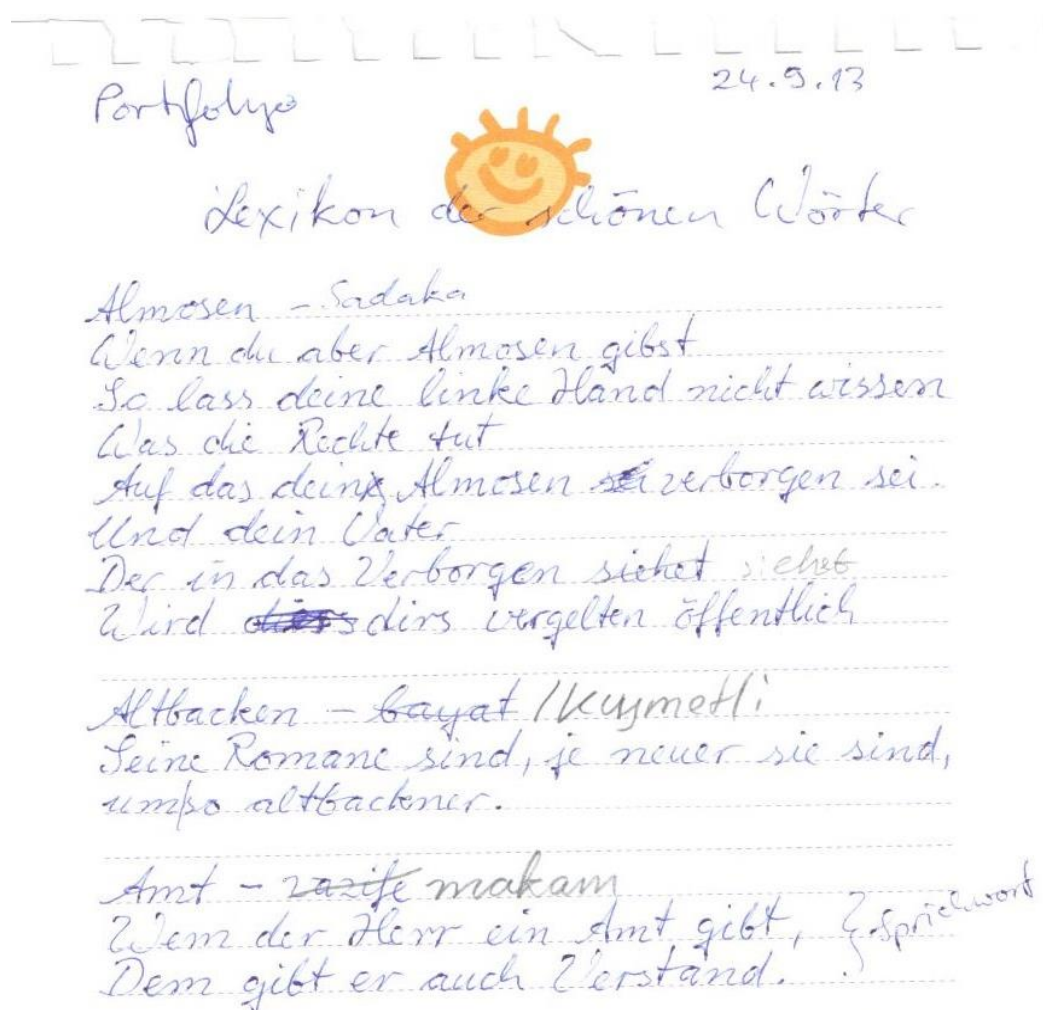 Portfolyo
24.9.13
Lexikon der schönen Wörter
Almosen – Sadaka
Wenn du aber Almosen gibst
So lass deine linke Hand nicht wissen
Was die Rechte tut
Auf das dein Almosen verborgen sei.
Und dein Vater
Der in das Verborgen siehet siehet
Wird dirs vergelten öffentlich
Altbacken – bayat / Kıymetli
Seine Romane sind, je neuer sie sind,
umso altbackener.
Amt – vazife makam
Wem der Herr ein Amt gibt, } Sprichwort
Dem gibt er auch Verstand.